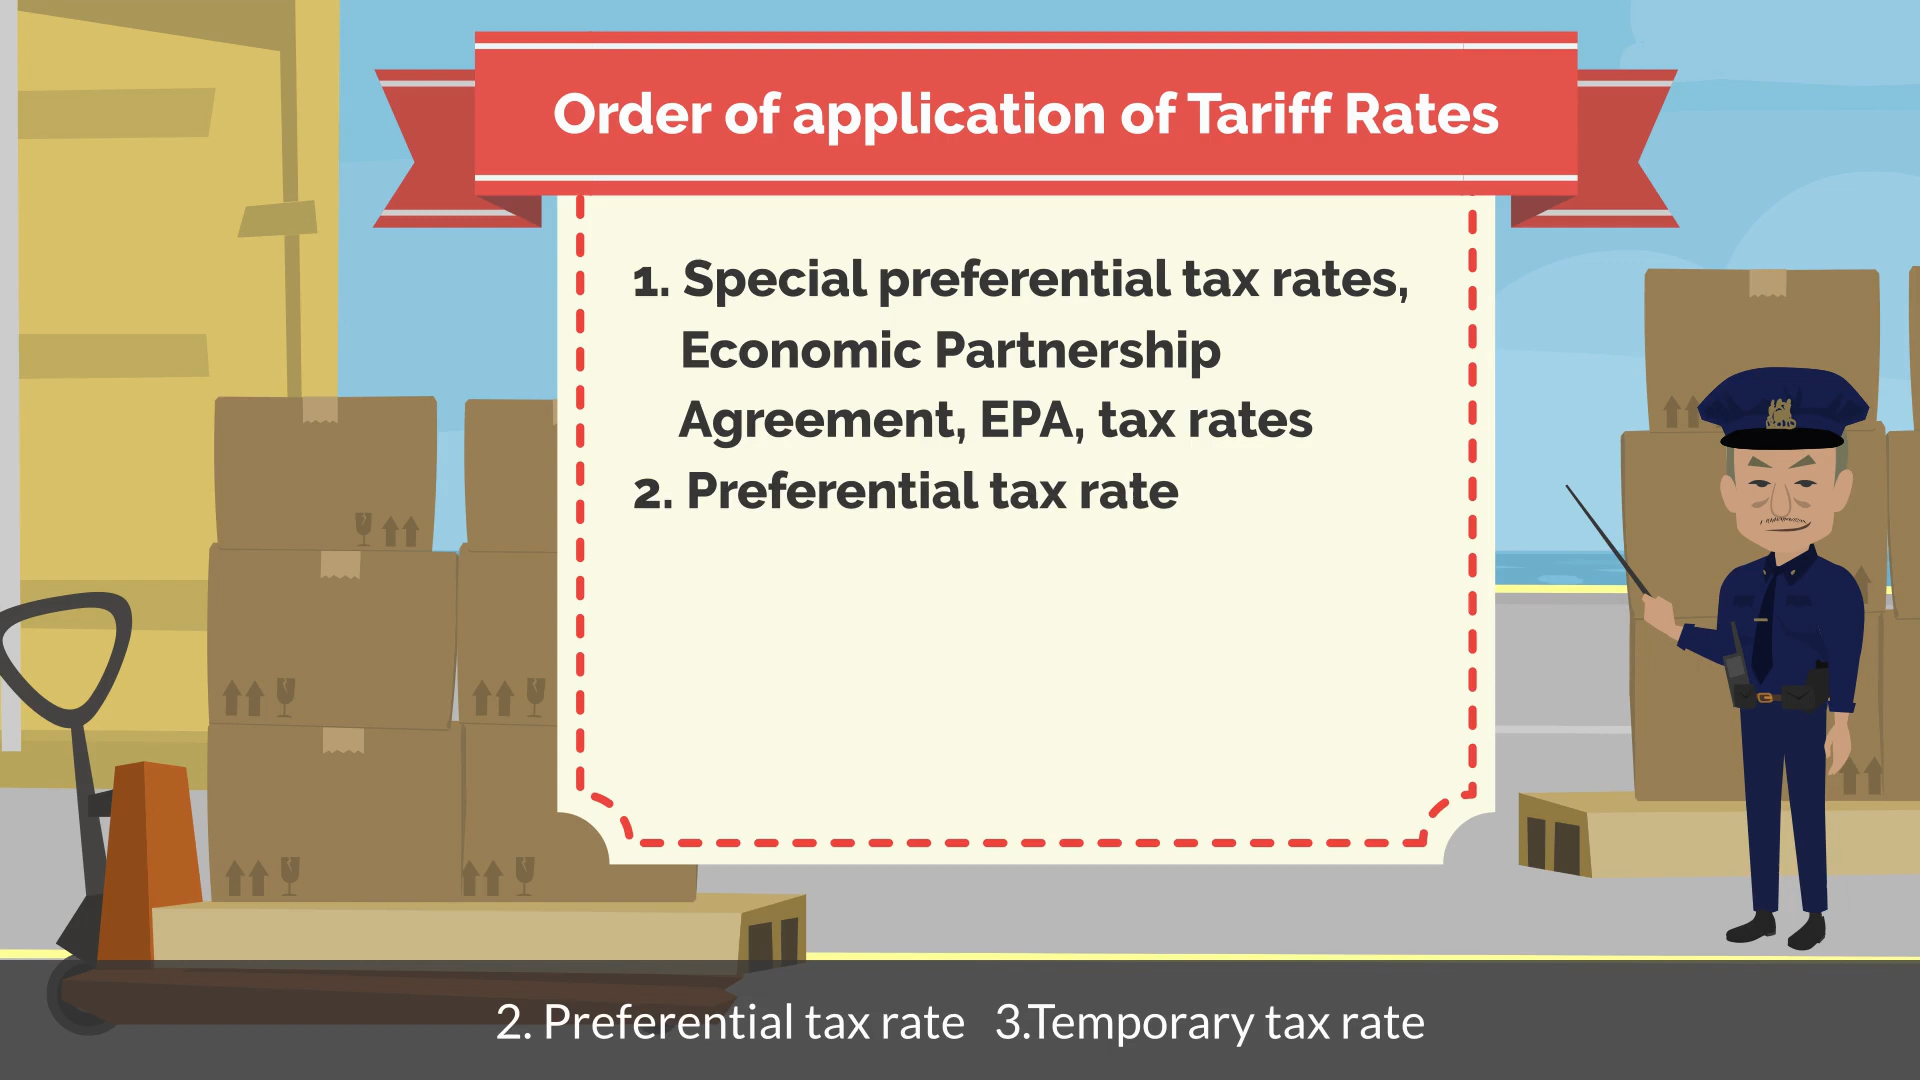 Order of application of Tariff Rates
1. Special preferential tax rates,
Economic Partnership
Agreement, EPA, tax rates
2. Preferential tax rate
2. Preferential tax rate 3.Temporary tax rate